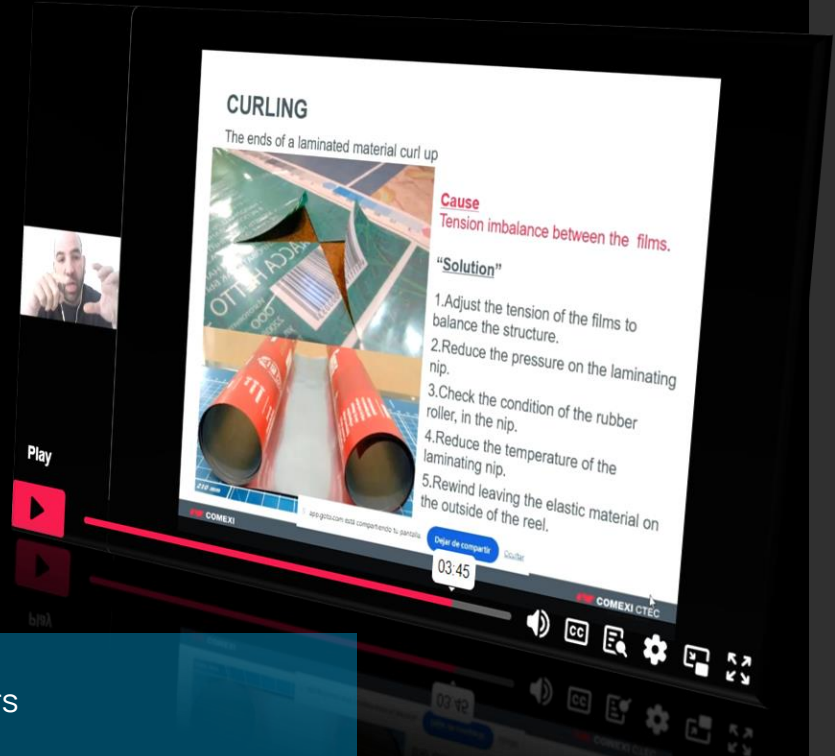 CURLING
The ends of a laminated material curl up
Cause
Tension imbalance between the films.
“Solution”
1.Adjust the tension of the films to
balance the structure.
2.Reduce the pressure on the laminating
nip.
3.Check the condition of the rubber
roller, in the nip.
4.Reduce the temperature of the
laminating nip.
5.Rewind leaving the elastic material on
the outside of the reel.
210 mm
COMEXI
app.goto.com está compartiendo tu pantalla.
Dejar de compartir
Ocultar
COMEXI CTEC
Play
03:45
CC